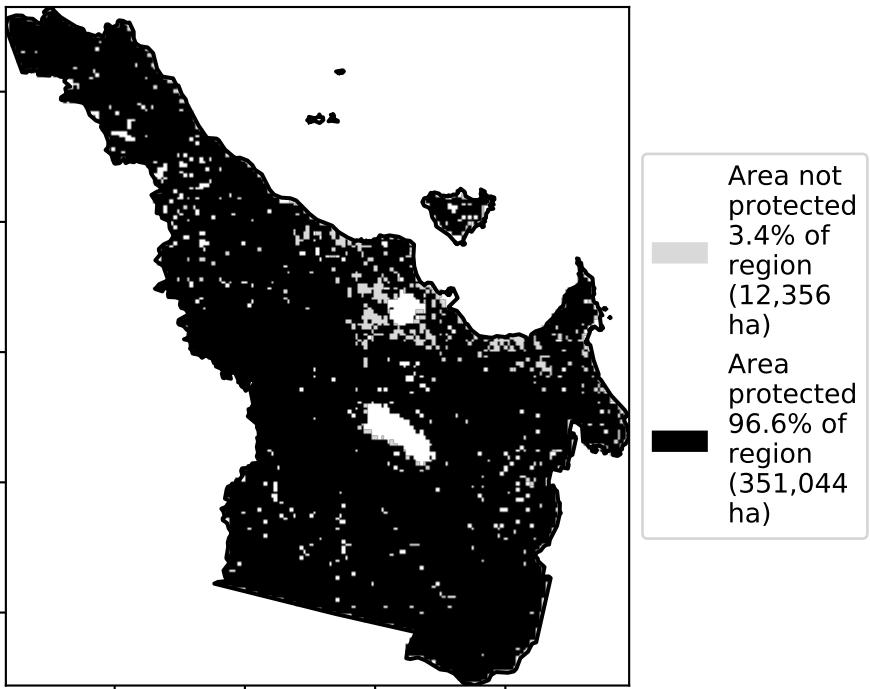 Area not
protected
3.4% of
region
(12,356
ha)
Area
protected
96.6% of
region
(351,044
ha)